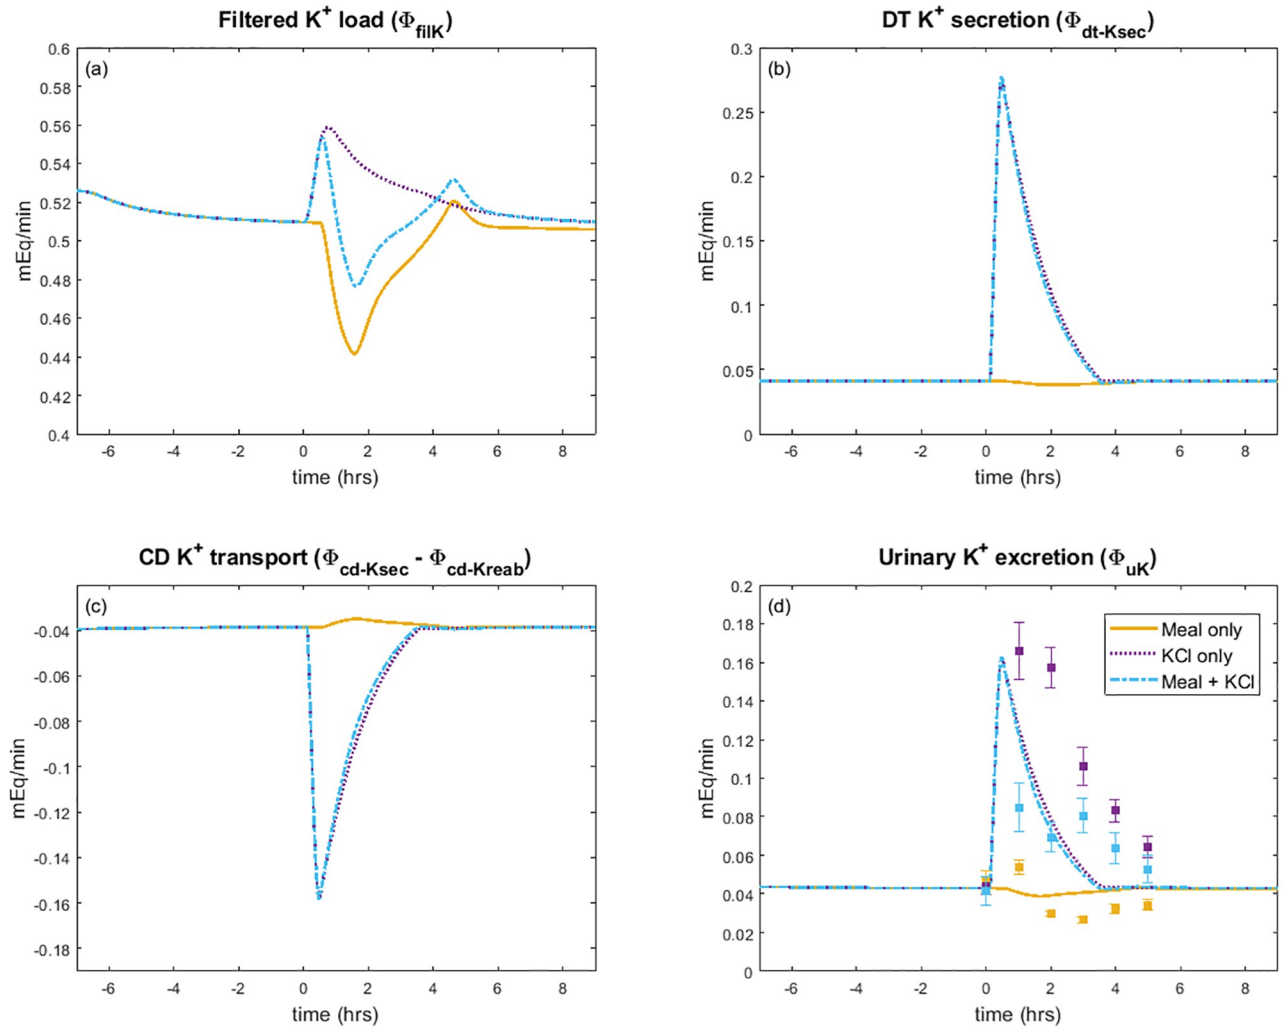 Filtered K⁺ load (Φ_filK)
(a)
mEq/min
0.6
0.58
0.56
0.54
0.52
0.5
0.48
0.46
0.44
0.42
0.4
-6 -4 -2 0 2 4 6 8
time (hrs)
DT K⁺ secretion (Φ_dt-Ksec)
(b)
mEq/min
0.3
0.25
0.2
0.15
0.1
0.05
0
-6 -4 -2 0 2 4 6 8
time (hrs)
CD K⁺ transport (Φ_cd-Ksec - Φ_cd-Kreab)
(c)
mEq/min
-0.04
-0.06
-0.08
-0.1
-0.12
-0.14
-0.16
-0.18
-6 -4 -2 0 2 4 6 8
time (hrs)
Urinary K⁺ excretion (Φ_uK)
(d)
mEq/min
0.2
0.18
0.16
0.14
0.12
0.1
0.08
0.06
0.04
0.02
0
Meal only
KCl only
Meal + KCl
-6 -4 -2 0 2 4 6 8
time (hrs)